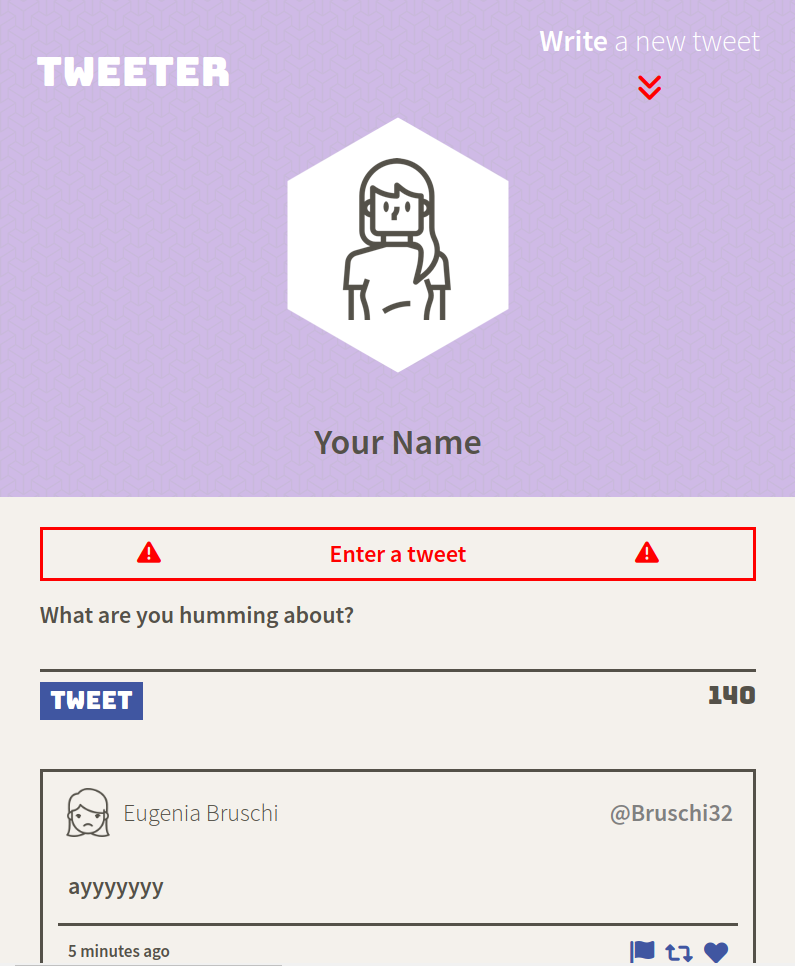 TWEETER
Write a new tweet
Your Name
Enter a tweet
What are you humming about?
TWEET
140
Eugenia Bruschi
@Bruschi32
ayyyyyyy
5 minutes ago